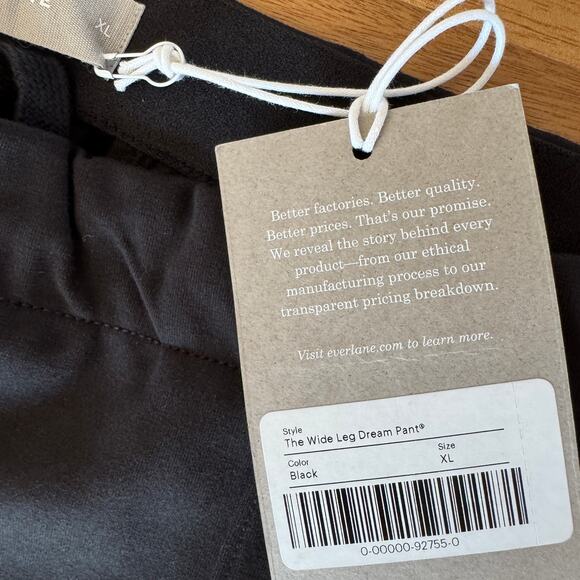 XL
Better factories. Better quality.
Better prices. That's our promise.
We reveal the story behind every
product—from our ethical
manufacturing process to our
transparent pricing breakdown.
Visit everlane.com to learn more.
Style
The Wide Leg Dream Pant®
Color
Size
Black
XL
0-00000-92755-0